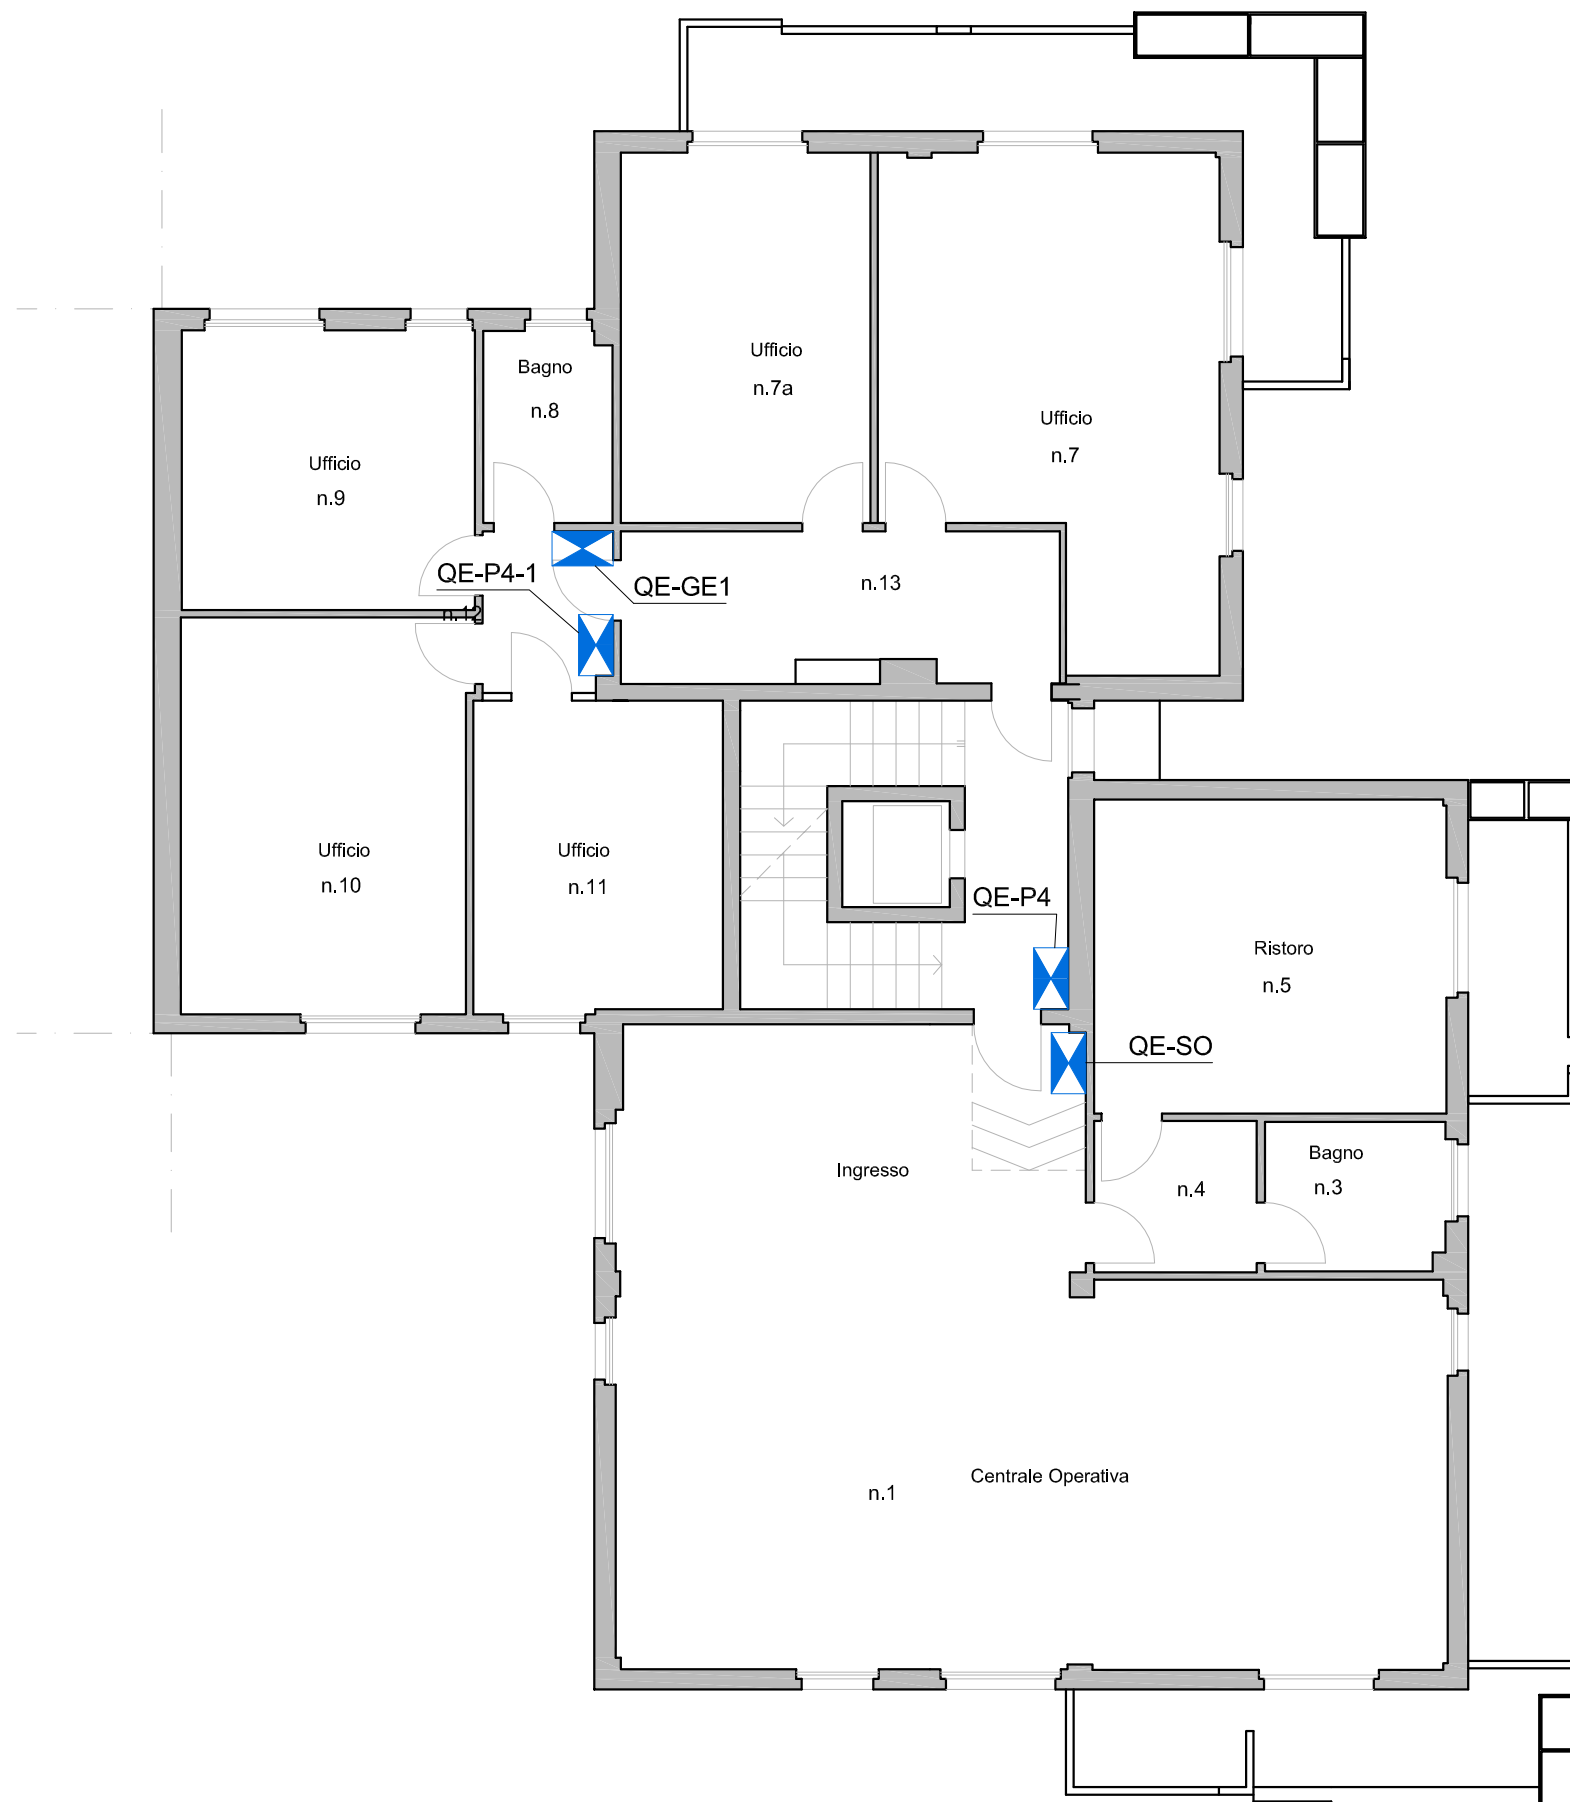 Ufficio
n.7a
Bagno
n.8
Ufficio
n.7
Ufficio
n.9
QE-P4-1
QE-GE1
n.13
n.12
Ufficio
n.10
Ufficio
n.11
QE-P4
Ristoro
n.5
QE-SO
Ingresso
Bagno
n.3
n.4
Centrale Operativa
n.1